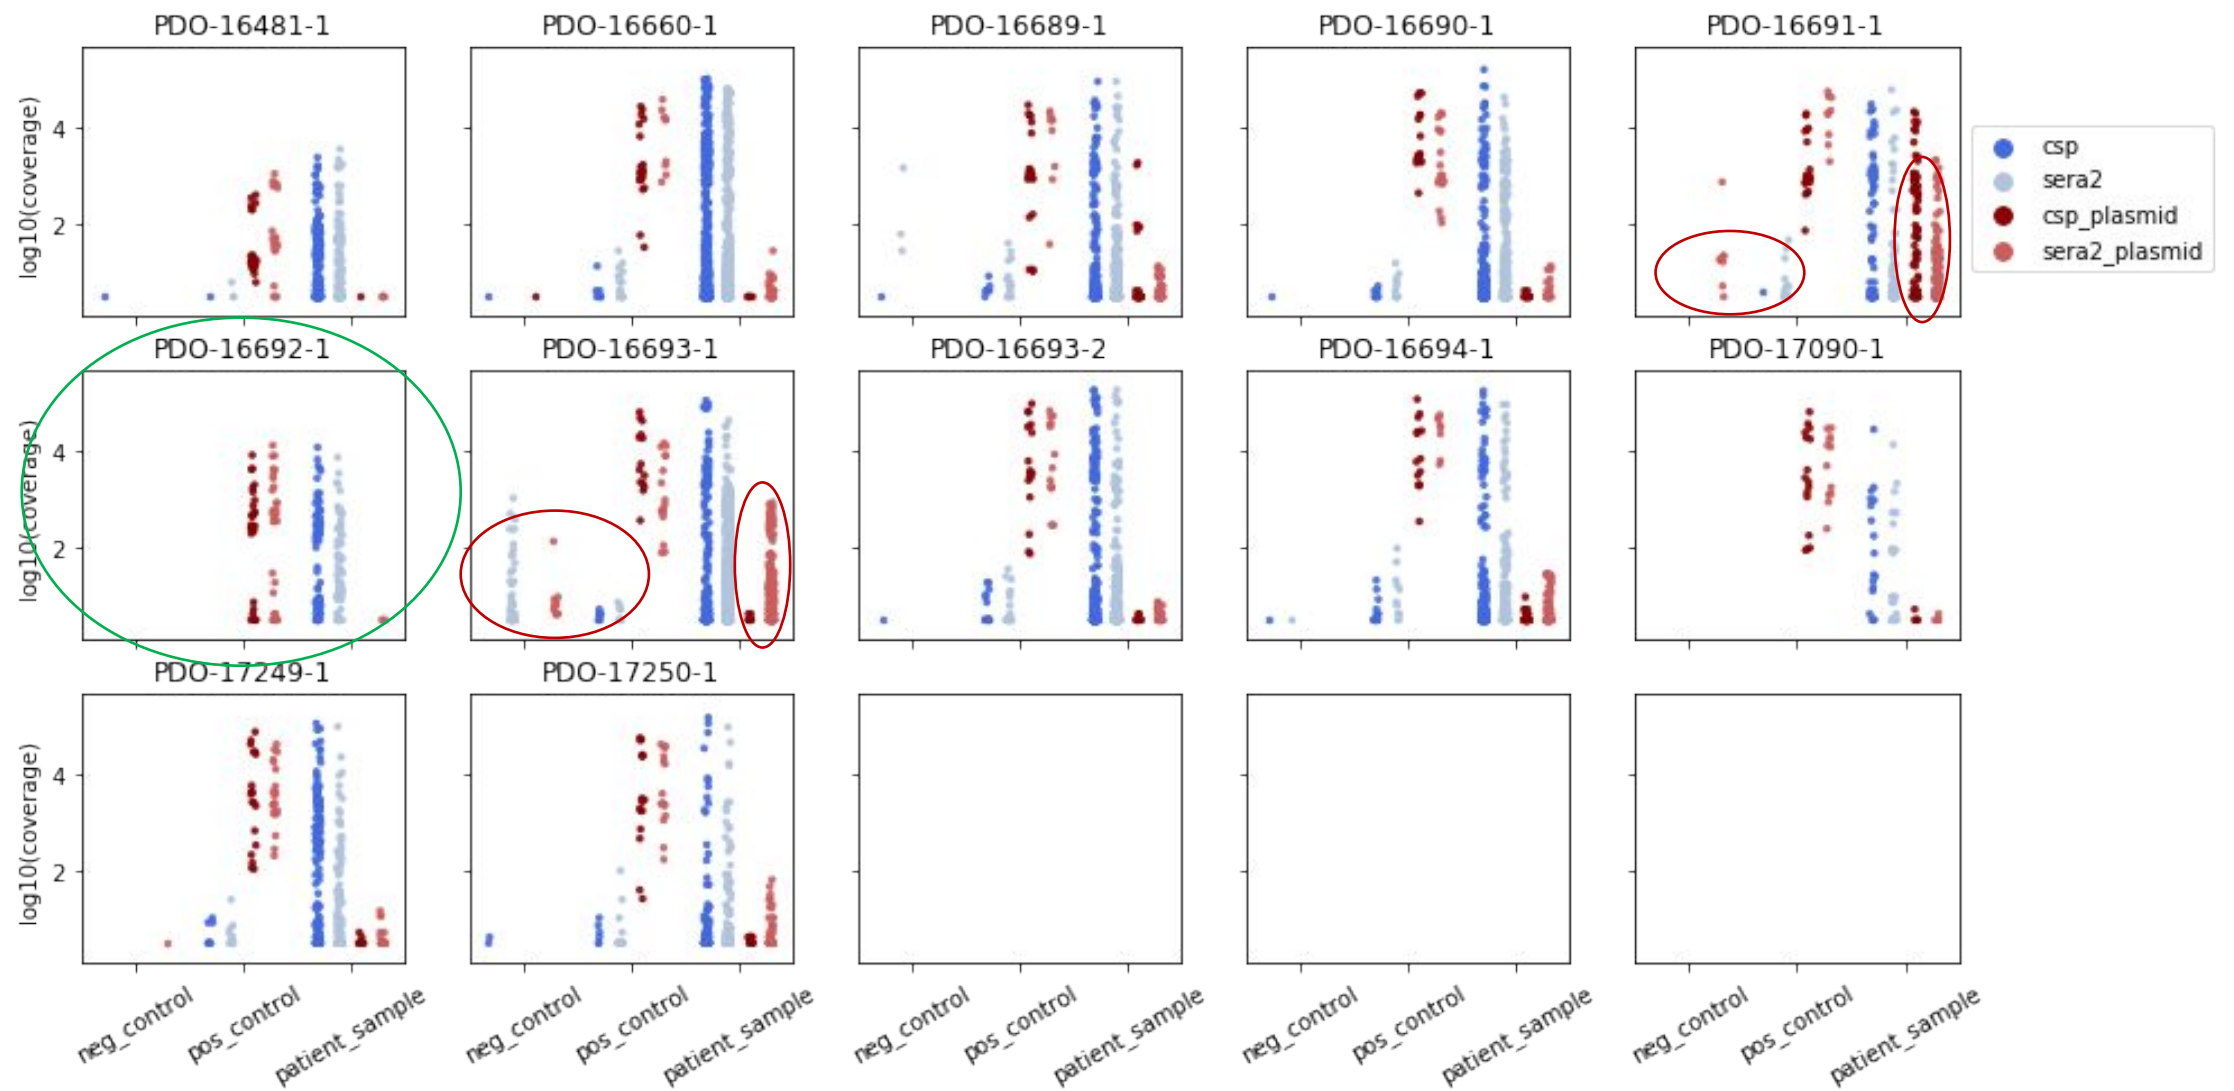 PDO-16481-1 PDO-16660-1 PDO-16689-1 PDO-16690-1 PDO-16691-1
log10(coverage)
4
2
csp
sera2
csp_plasmid
sera2_plasmid
PDO-16692-1 PDO-16693-1 PDO-16693-2 PDO-16694-1 PDO-17090-1
log10(coverage)
4
2
PDO-17249-1 PDO-17250-1
log10(coverage)
4
2
neg_control pos_control patient_sample neg_control pos_control patient_sample neg_control pos_control patient_sample neg_control pos_control patient_sample neg_control pos_control patient_sample